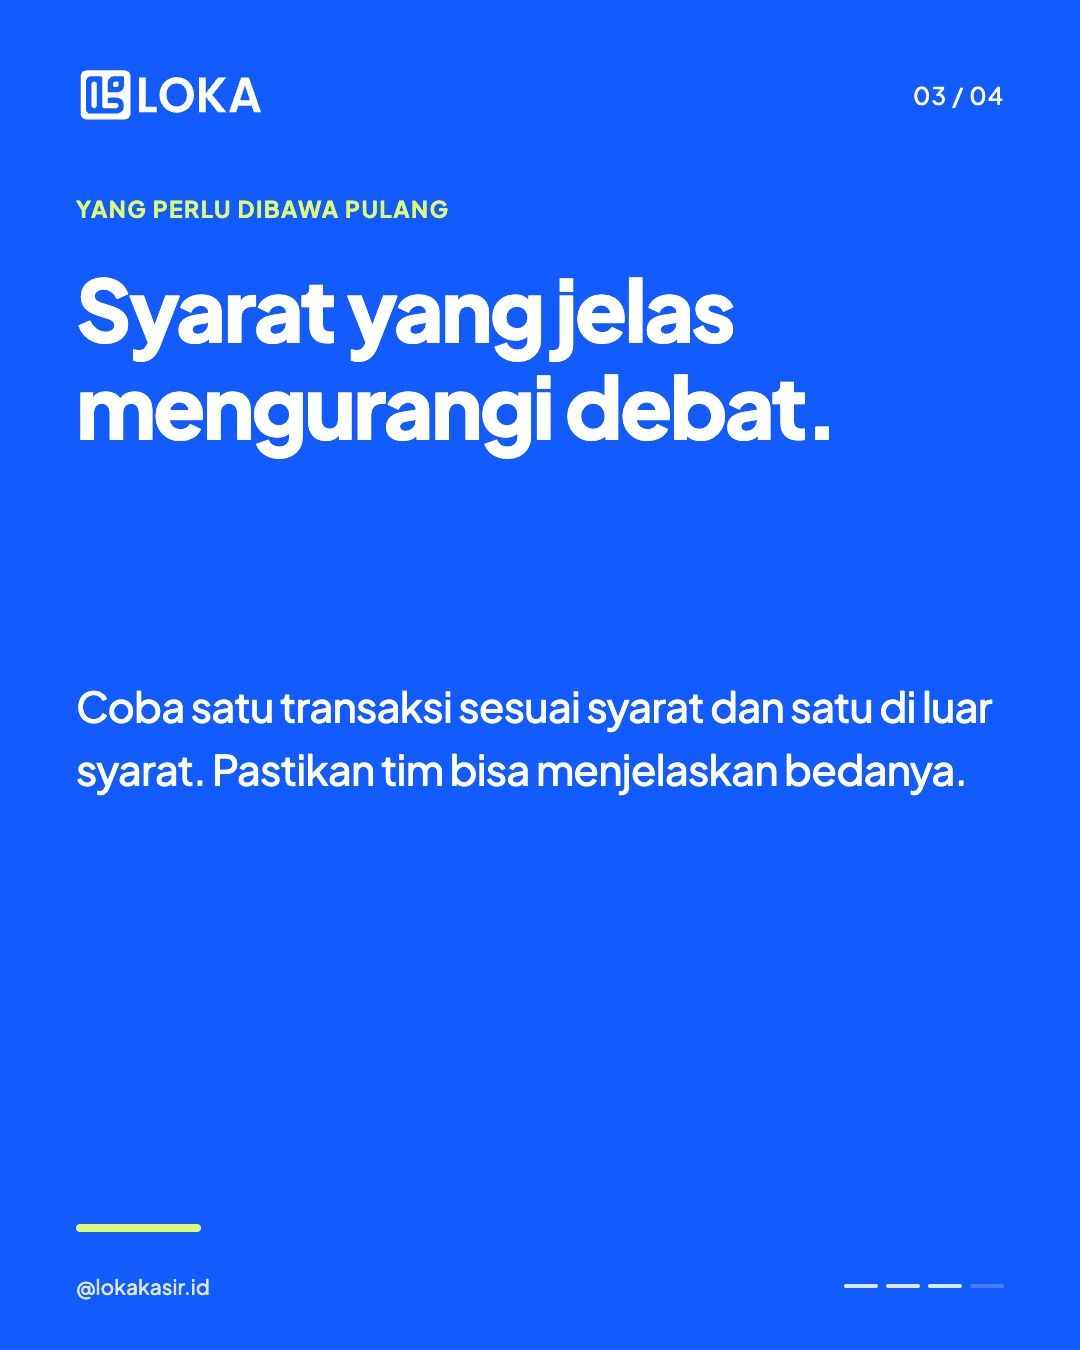 LOKA
03 / 04
YANG PERLU DIBAWA PULANG
Syarat yang jelas
mengurangi debat.
Coba satu transaksi sesuai syarat dan satu di luar
syarat. Pastikan tim bisa menjelaskan bedanya.
@lokakasir.id